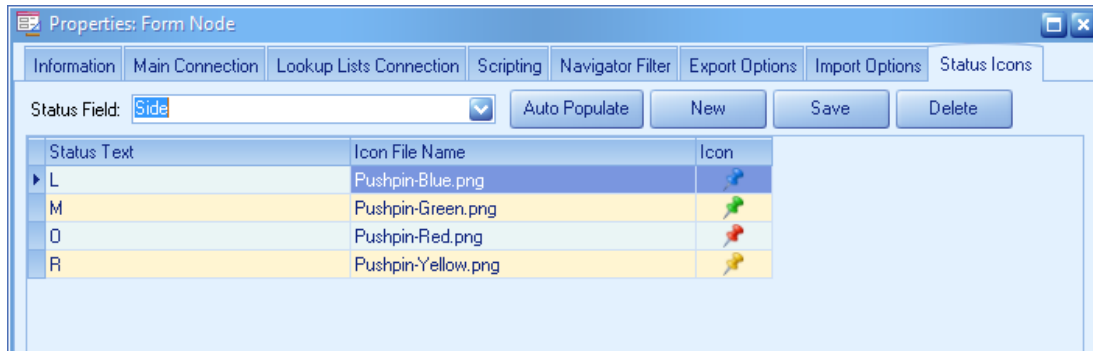 Properties: Form Node
Information Main Connection Lookup Lists Connection Scripting Navigator Filter Export Options Import Options Status Icons
Status Field: Side Auto Populate New Save Delete
Status Text Icon File Name Icon
L Pushpin-Blue.png
M Pushpin-Green.png
O Pushpin-Red.png
R Pushpin-Yellow.png